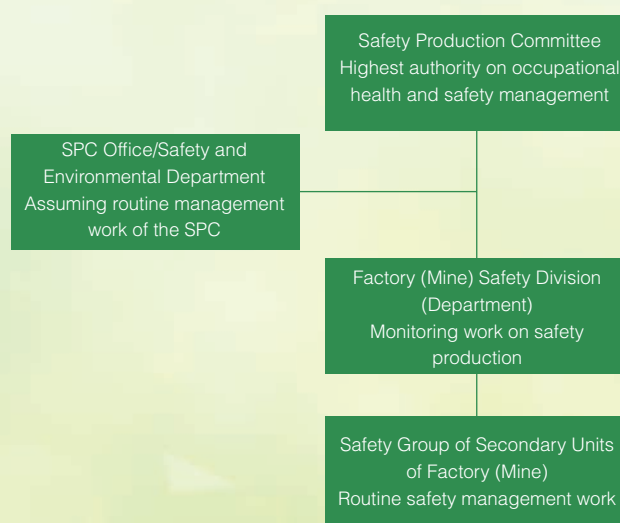 Safety Production Committee
Highest authority on occupational
health and safety management
SPC Office/Safety and
Environmental Department
Assuming routine management
work of the SPC
Factory (Mine) Safety Division
(Department)
Monitoring work on safety
production
Safety Group of Secondary Units
of Factory (Mine)
Routine safety management work